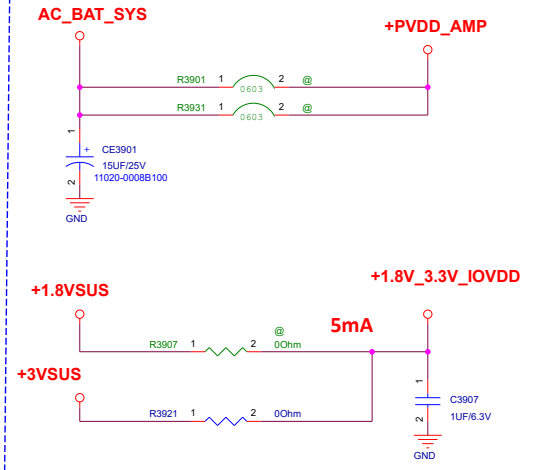 AC_BAT_SYS
+PVDD_AMP
R3901 1 2 @
0603
R3931 1 2 @
0603
1
+ CE3901
15UF/25V
2 11020-0008B100
GND
+1.8V_3.3V_IOVDD
+1.8VSUS
5mA
@
R3907 1 2 0Ohm
+3VSUS
1
C3907
R3921 1 2 0Ohm
2 1UF/6.3V
GND